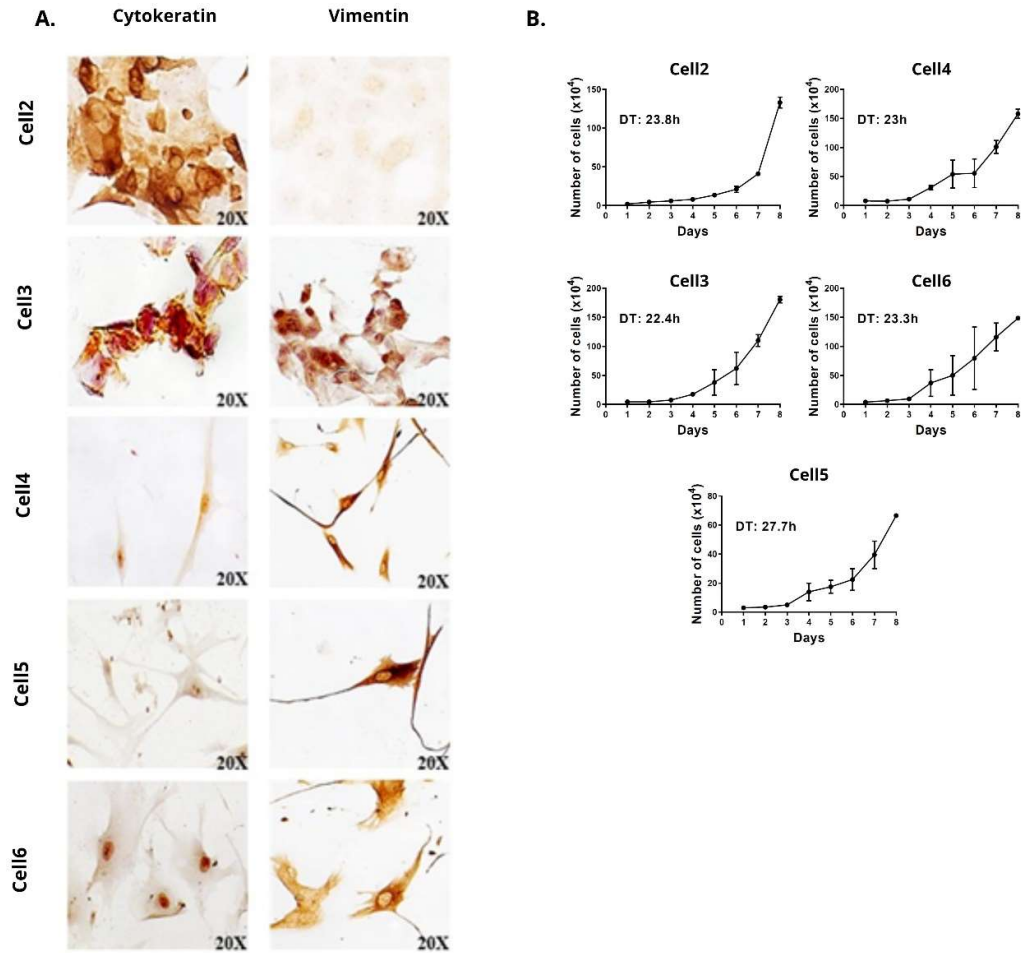 A.
Cytokeratin Vimentin
Cell2
20X 20X
Cell3
20X 20X
Cell4
20X 20X
Cell5
20X 20X
Cell6
20X 20X
B.
Cell2
Number of cells (x10⁴)
150
100
50
0
DT: 23.8h
0 1 2 3 4 5 6 7 8
Days
Cell4
Number of cells (x10⁴)
200
150
100
50
0
DT: 23h
0 1 2 3 4 5 6 7 8
Days
Cell3
Number of cells (x10⁴)
200
150
100
50
0
DT: 22.4h
0 1 2 3 4 5 6 7 8
Days
Cell6
Number of cells (x10⁴)
200
150
100
50
0
DT: 23.3h
0 1 2 3 4 5 6 7 8
Days
Cell5
Number of cells (x10⁴)
80
60
40
20
0
DT: 27.7h
0 1 2 3 4 5 6 7 8
Days